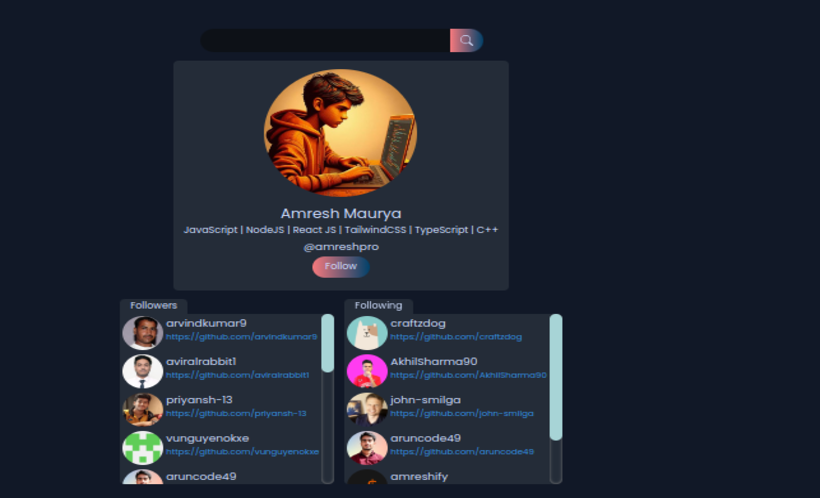 Amresh Maurya
JavaScript | NodeJS | React JS | TailwindCSS | TypeScript | C++
@amreshpro
Follow
Followers
arvindkumar9
https://github.com/arvindkumar9
aviralrabbit1
https://github.com/aviralrabbit1
priyansh-13
https://github.com/priyansh-13
vunguyenokxe
https://github.com/vunguyenokxe
aruncode49
Following
craftzdog
https://github.com/craftzdog
AkhilSharma90
https://github.com/AkhilSharma90
john-smilga
https://github.com/john-smilga
aruncode49
https://github.com/aruncode49
amreshify